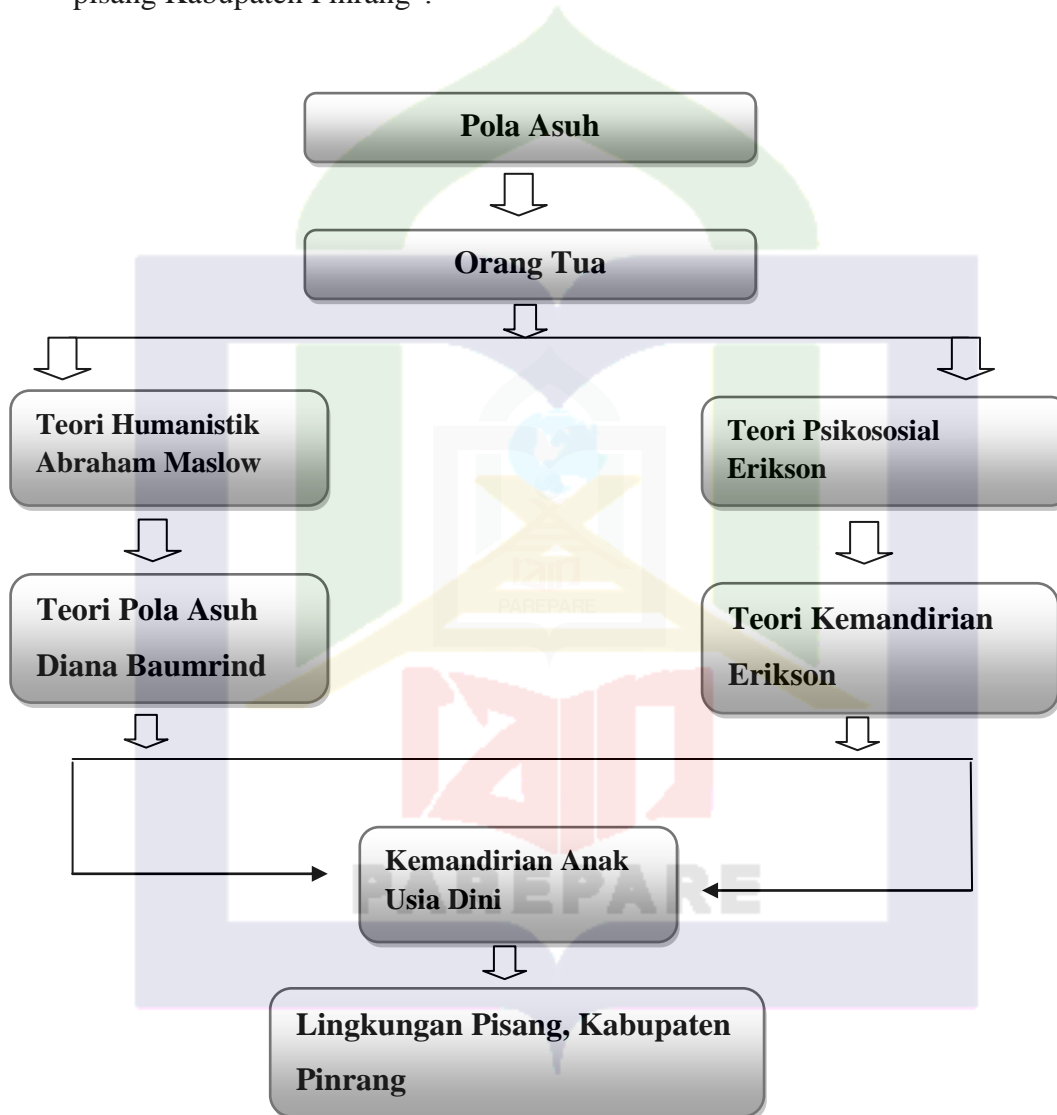 pisang Kabupaten Pinrang".
Pola Asuh
Orang Tua
Teori Humanistik
Abraham Maslow
Teori Psikososial
Erikson
Teori Pola Asuh
Diana Baumrind
Teori Kemandirian
Erikson
Kemandirian Anak
Usia Dini
Lingkungan Pisang, Kabupaten
Pinrang
PAREPARE
PAREPARE